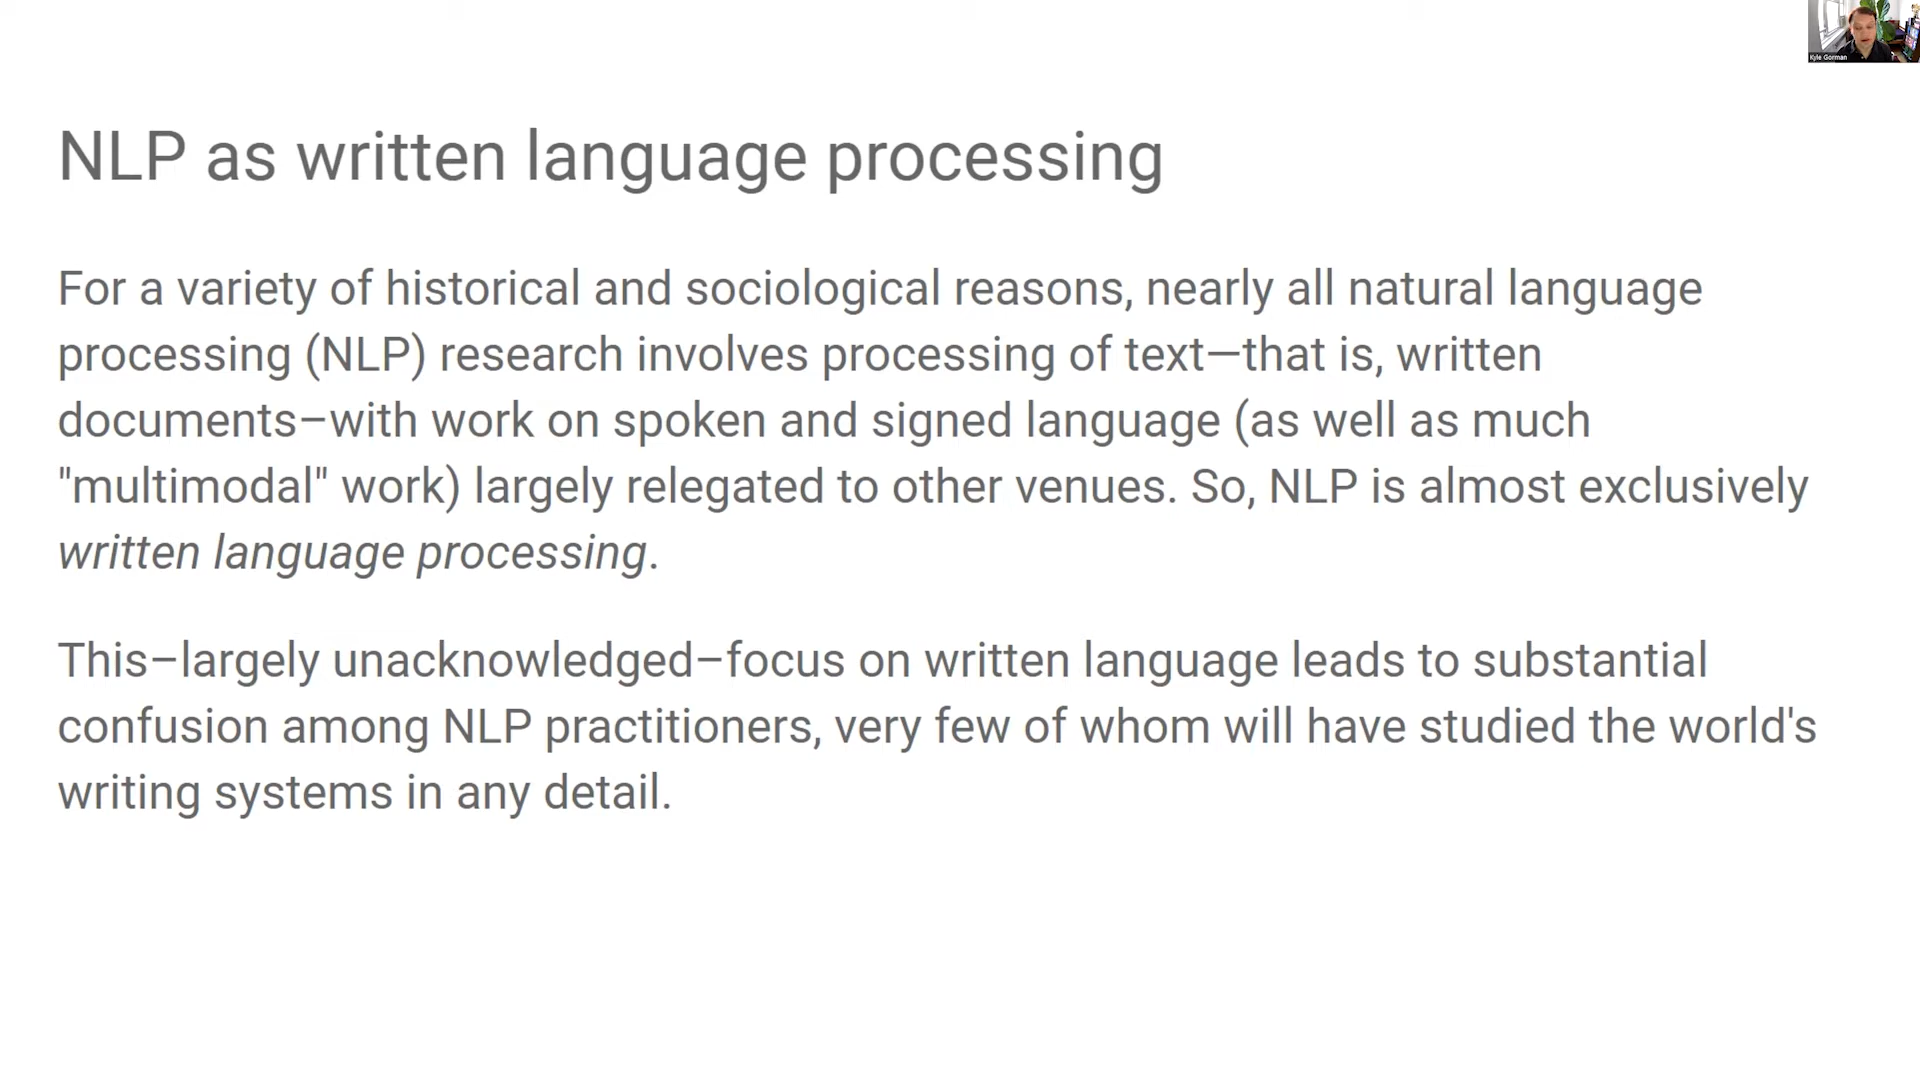 Kyle Gorman
NLP as written language processing
For a variety of historical and sociological reasons, nearly all natural language
processing (NLP) research involves processing of text—that is, written
documents–with work on spoken and signed language (as well as much
"multimodal" work) largely relegated to other venues. So, NLP is almost exclusively
written language processing.
This–largely unacknowledged–focus on written language leads to substantial
confusion among NLP practitioners, very few of whom will have studied the world's
writing systems in any detail.